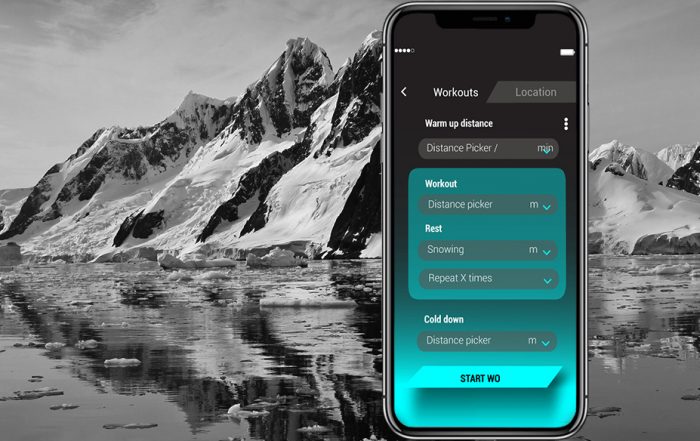 Workouts
Location
Warm up distance
Distance Picker /
min
Workout
Distance picker
m
Rest
Snowing
m
Repeat X times
Cold down
Distance picker
m
START WO